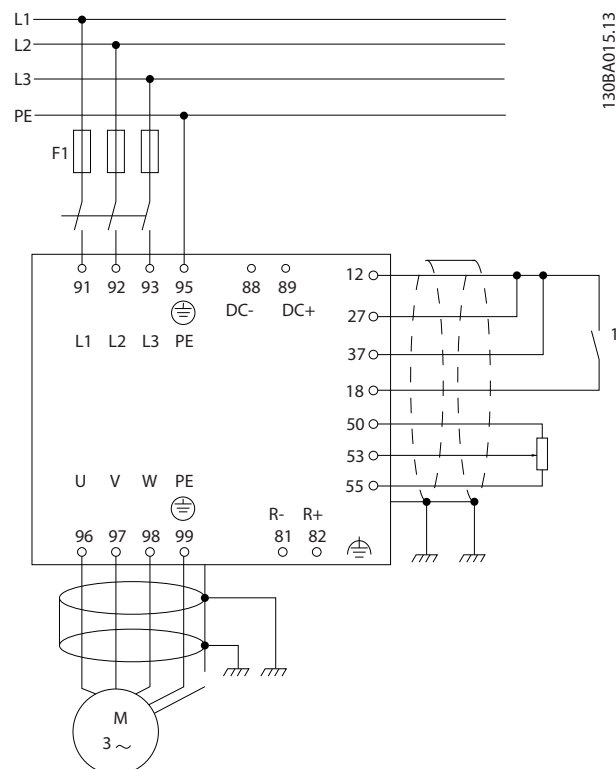 130BA015.13
L1
L2
L3
PE
F1
91 92 93 95 88 89
DC- DC+
L1 L2 L3 PE
12
27
37
18
1
50
53
55
U V W PE
R- R+
96 97 98 99 81 82
M
3 ~